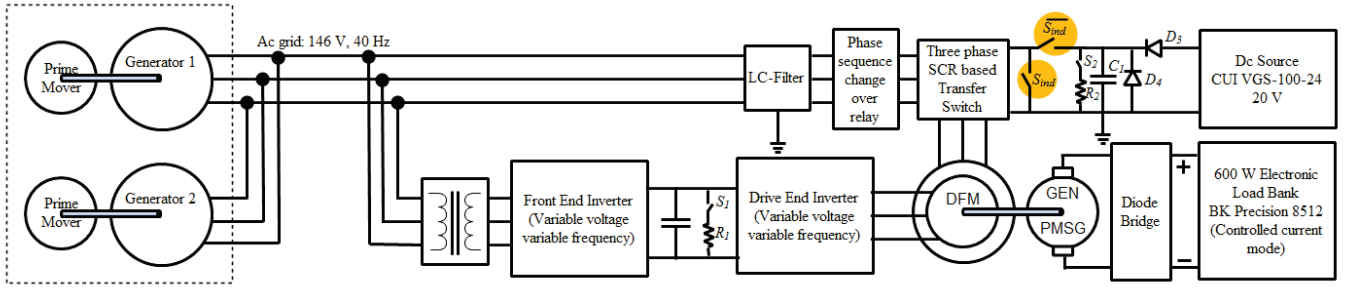 Ac grid: 146 V, 40 Hz
Prime
Mover
Generator 1
Prime
Mover
Generator 2
Front End Inverter
(Variable voltage
variable frequency)
S1
R1
Drive End Inverter
(Variable voltage
variable frequency)
LC-Filter
Phase
sequence
change
over
relay
Three phase
SCR based
Transfer
Switch
S̅i̅n̅d̅
Sind
S2
R2
C1
D3
D4
Dc Source
CUI VGS-100-24
20 V
DFM
GEN
PMSG
Diode
Bridge
+
−
600 W Electronic
Load Bank
BK Precision 8512
(Controlled current
mode)